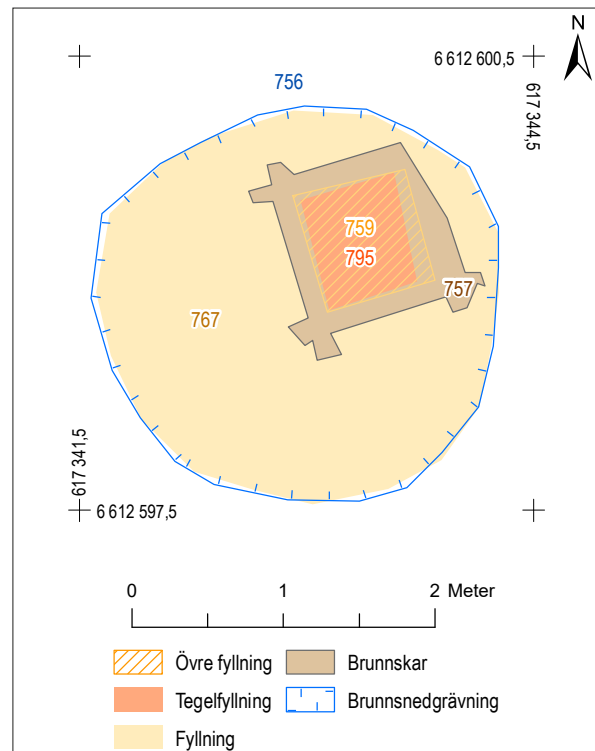 N
6 612 600,5
617 344,5
756
759
795
757
767
617 341,5
6 612 597,5
0 1 2 Meter
Övre fyllning Brunnskar
Tegelfyllning Brunnsnedgrävning
Fyllning